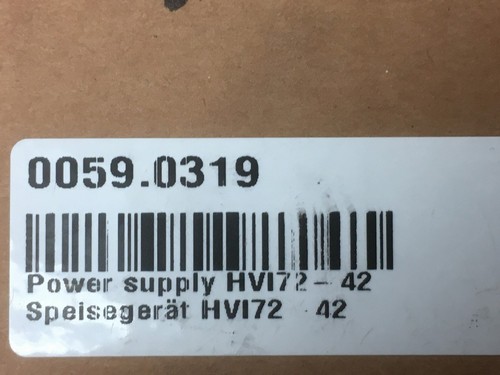 0059.0319
Power supply HVI72 - 42
Speisegerät HVI72 42